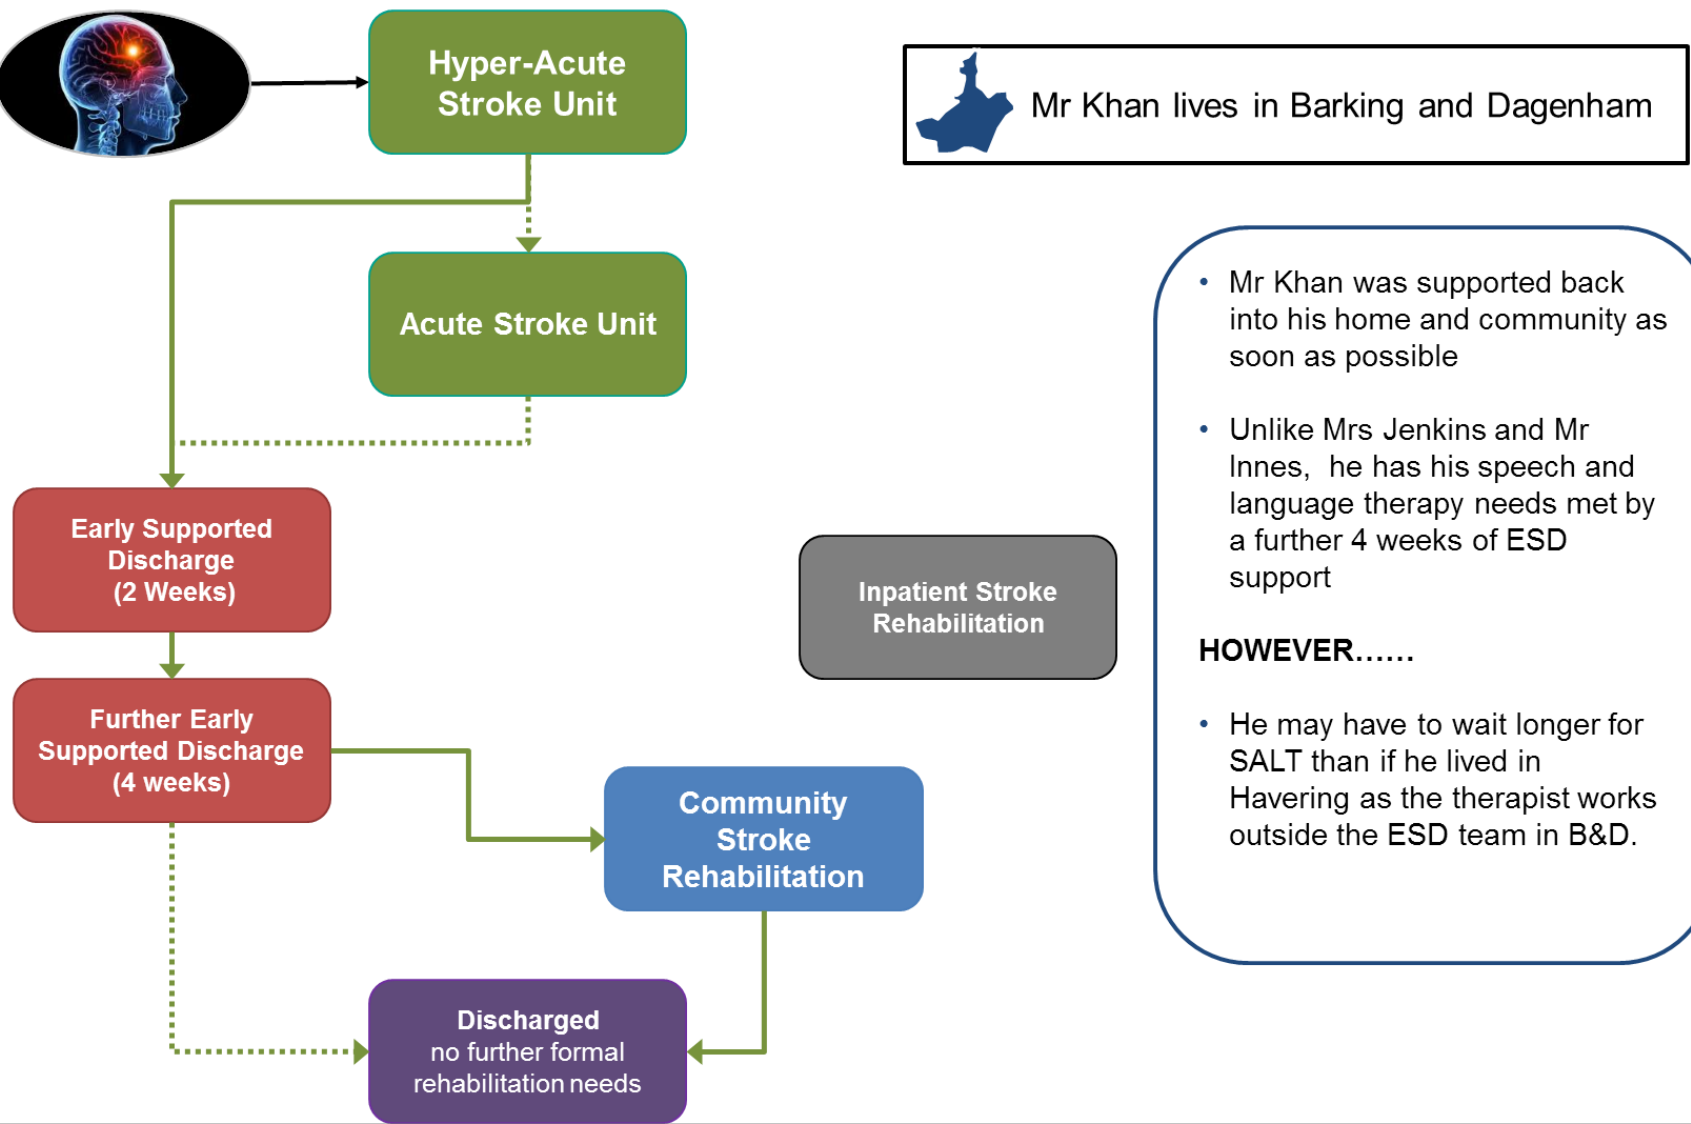 Hyper-Acute
Stroke Unit
Mr Khan lives in Barking and Dagenham
Acute Stroke Unit
Early Supported
Discharge
(2 Weeks)
Further Early
Supported Discharge
(4 weeks)
Inpatient Stroke
Rehabilitation
Community
Stroke
Rehabilitation
Discharged
no further formal
rehabilitation needs
• Mr Khan was supported back
into his home and community as
soon as possible
• Unlike Mrs Jenkins and Mr
Innes, he has his speech and
language therapy needs met by
a further 4 weeks of ESD
support
HOWEVER......
• He may have to wait longer for
SALT than if he lived in
Havering as the therapist works
outside the ESD team in B&D.